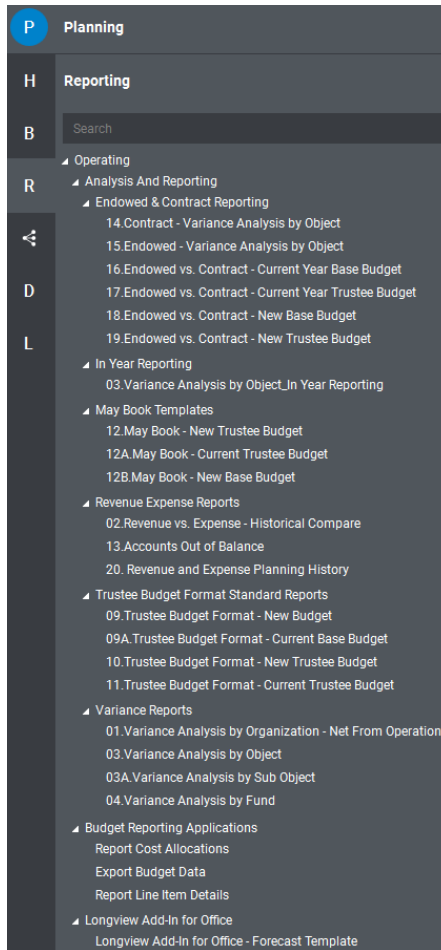 P Planning
H Reporting
B Search
Operating
R Analysis And Reporting
Endowed & Contract Reporting
14.Contract - Variance Analysis by Object
15.Endowed - Variance Analysis by Object
16.Endowed vs. Contract - Current Year Base Budget
D 17.Endowed vs. Contract - Current Year Trustee Budget
18.Endowed vs. Contract - New Base Budget
L 19.Endowed vs. Contract - New Trustee Budget
In Year Reporting
03.Variance Analysis by Object_In Year Reporting
May Book Templates
12.May Book - New Trustee Budget
12A.May Book - Current Trustee Budget
12B.May Book - New Base Budget
Revenue Expense Reports
02.Revenue vs. Expense - Historical Compare
13.Accounts Out of Balance
20. Revenue and Expense Planning History
Trustee Budget Format Standard Reports
09.Trustee Budget Format - New Budget
09A.Trustee Budget Format - Current Base Budget
10.Trustee Budget Format - New Trustee Budget
11.Trustee Budget Format - Current Trustee Budget
Variance Reports
01.Variance Analysis by Organization - Net From Operation
03.Variance Analysis by Object
03A.Variance Analysis by Sub Object
04.Variance Analysis by Fund
Budget Reporting Applications
Report Cost Allocations
Export Budget Data
Report Line Item Details
Longview Add-In for Office
Longview Add-In for Office - Forecast Template